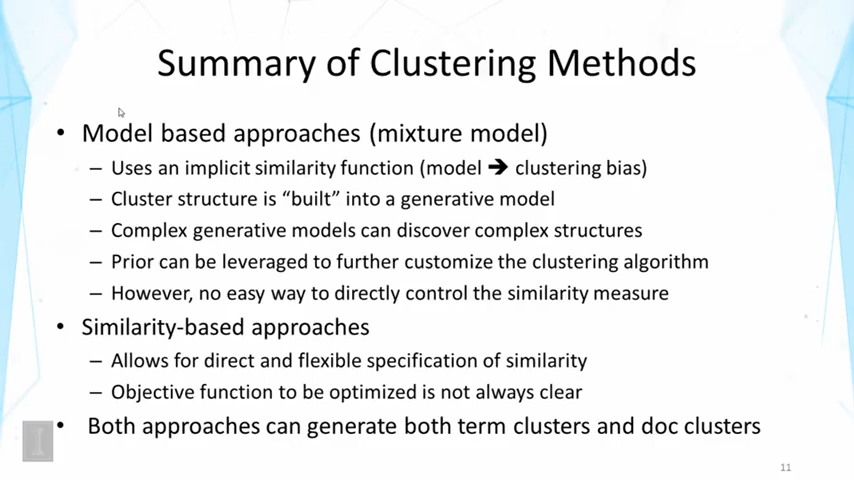 Summary of Clustering Methods
• Model based approaches (mixture model)
– Uses an implicit similarity function (model ➔ clustering bias)
– Cluster structure is “built” into a generative model
– Complex generative models can discover complex structures
– Prior can be leveraged to further customize the clustering algorithm
– However, no easy way to directly control the similarity measure
• Similarity-based approaches
– Allows for direct and flexible specification of similarity
– Objective function to be optimized is not always clear
• Both approaches can generate both term clusters and doc clusters
I
11